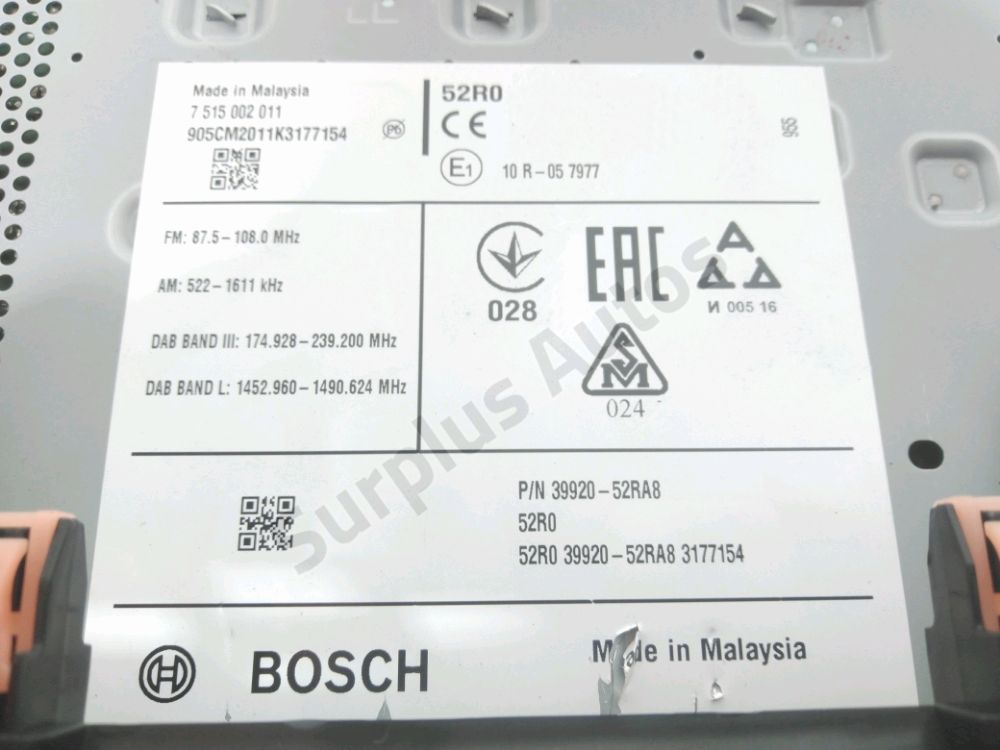 Made in Malaysia
7 515 002 011
905CM2011K3177154
P6
52R0
CE
E1
10 R-05 7977
955
FM: 87.5-108.0 MHz
AM: 522-1611 kHz
DAB BAND III: 174.928-239.200 MHz
DAB BAND L: 1452.960-1490.624 MHz
028
EAC
И 005 16
SM
024
P/N 39920-52RA8
52R0
52R0 39920-52RA8 3177154
BOSCH
Made in Malaysia
Surplus Autos